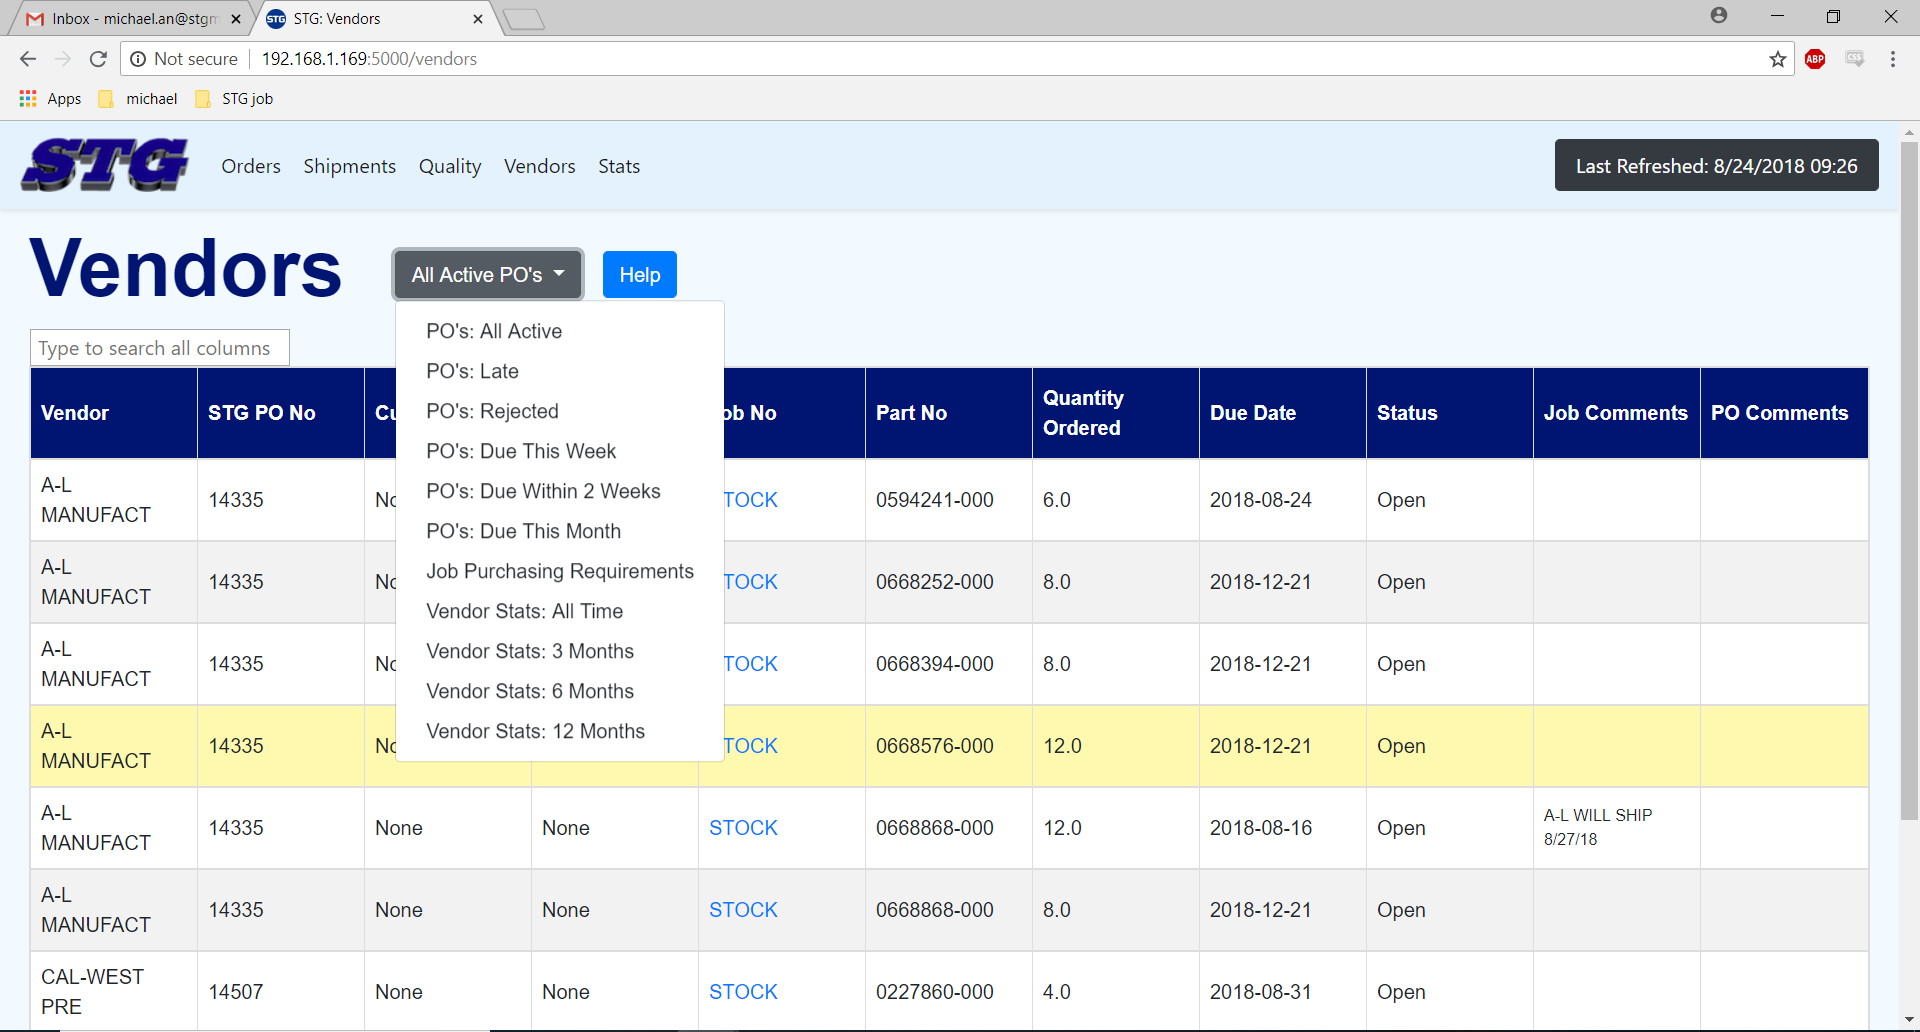 Inbox - michael.an@stgm
STG: Vendors
Not secure
192.168.1.169:5000/vendors
ABP
CSS
Apps
michael
STG job
STG
Orders
Shipments
Quality
Vendors
Stats
Last Refreshed: 8/24/2018 09:26
Vendors
All Active PO's
Help
PO's: All Active
PO's: Late
PO's: Rejected
PO's: Due This Week
PO's: Due Within 2 Weeks
PO's: Due This Month
Job Purchasing Requirements
Vendor Stats: All Time
Vendor Stats: 3 Months
Vendor Stats: 6 Months
Vendor Stats: 12 Months
Type to search all columns
Vendor
STG PO No
Cu
ob No
Part No
Quantity
Ordered
Due Date
Status
Job Comments
PO Comments
A-L
MANUFACT
14335
No
TOCK
0594241-000
6.0
2018-08-24
Open
A-L
MANUFACT
14335
No
TOCK
0668252-000
8.0
2018-12-21
Open
A-L
MANUFACT
14335
No
TOCK
0668394-000
8.0
2018-12-21
Open
A-L
MANUFACT
14335
No
TOCK
0668576-000
12.0
2018-12-21
Open
A-L
MANUFACT
14335
None
None
STOCK
0668868-000
12.0
2018-08-16
Open
A-L WILL SHIP
8/27/18
A-L
MANUFACT
14335
None
None
STOCK
0668868-000
8.0
2018-12-21
Open
CAL-WEST
PRE
14507
None
None
STOCK
0227860-000
4.0
2018-08-31
Open